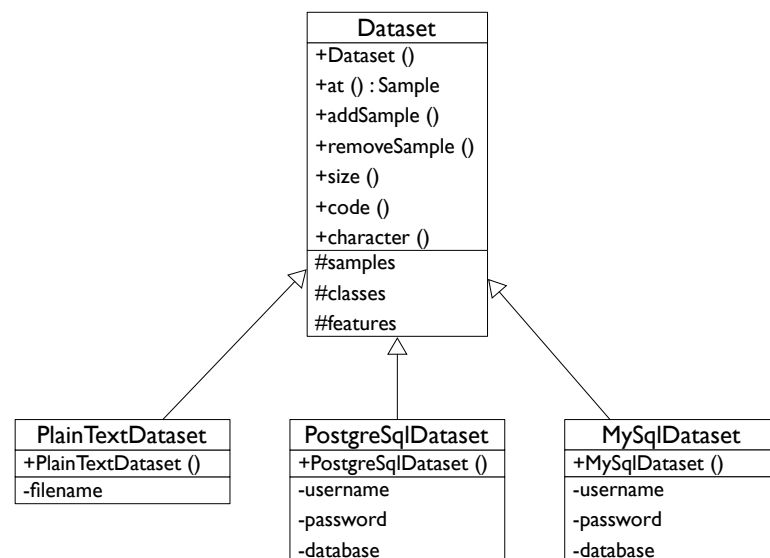 Dataset
+Dataset ()
+at () : Sample
+addSample ()
+removeSample ()
+size ()
+code ()
+character ()
#samples
#classes
#features
PlainTextDataset
+PlainTextDataset ()
-filename
PostgreSqlDataset
+PostgreSqlDataset ()
-username
-password
-database
MySqlDataset
+MySqlDataset ()
-username
-password
-database